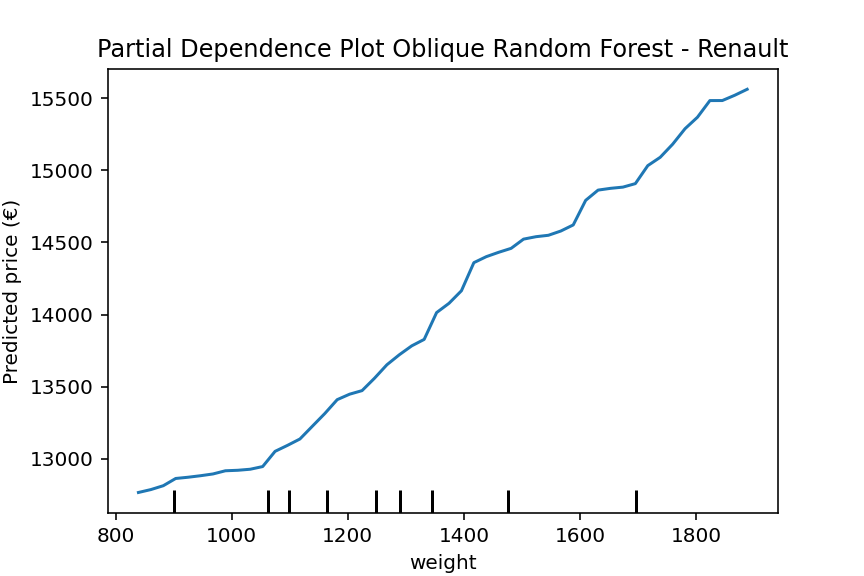 Partial Dependence Plot Oblique Random Forest - Renault
Predicted price (€)
15500
15000
14500
14000
13500
13000
800 1000 1200 1400 1600 1800
weight